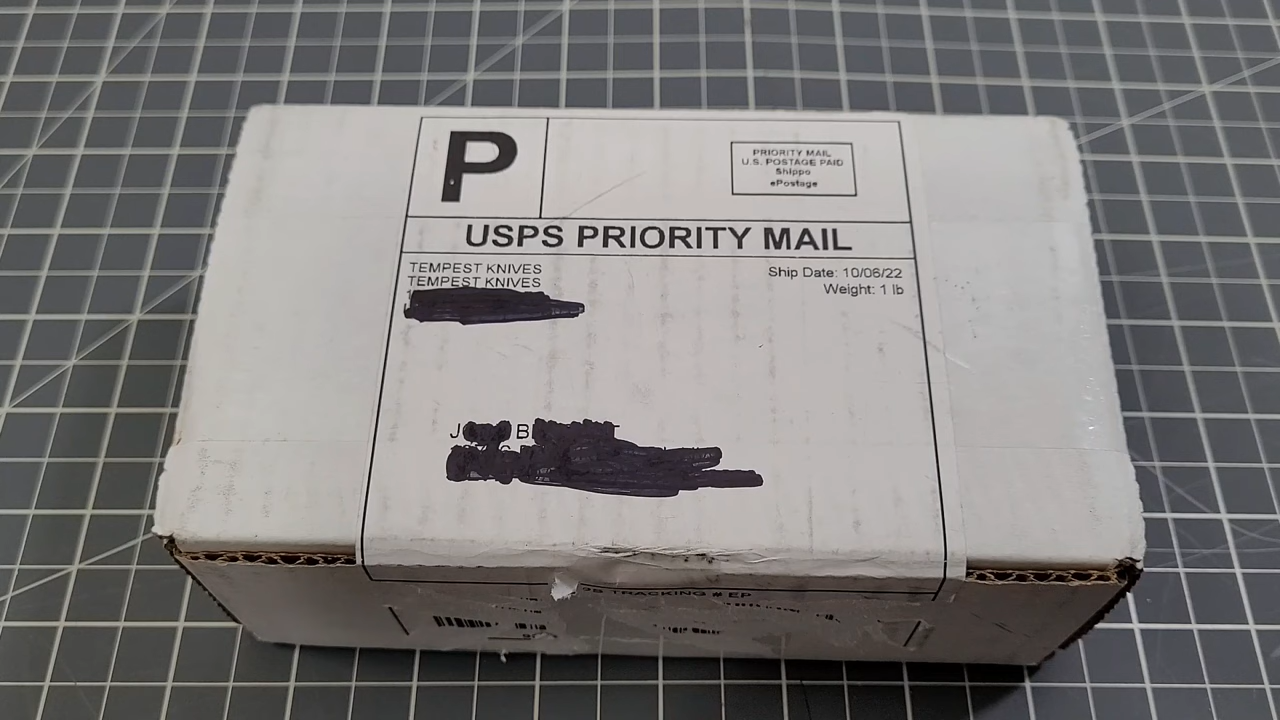 P
PRIORITY MAIL
U.S. POSTAGE PAID
Shippo
ePostage
USPS PRIORITY MAIL
TEMPEST KNIVES
TEMPEST KNIVES
Ship Date: 10/06/22
Weight: 1 lb
TRACKING # EP